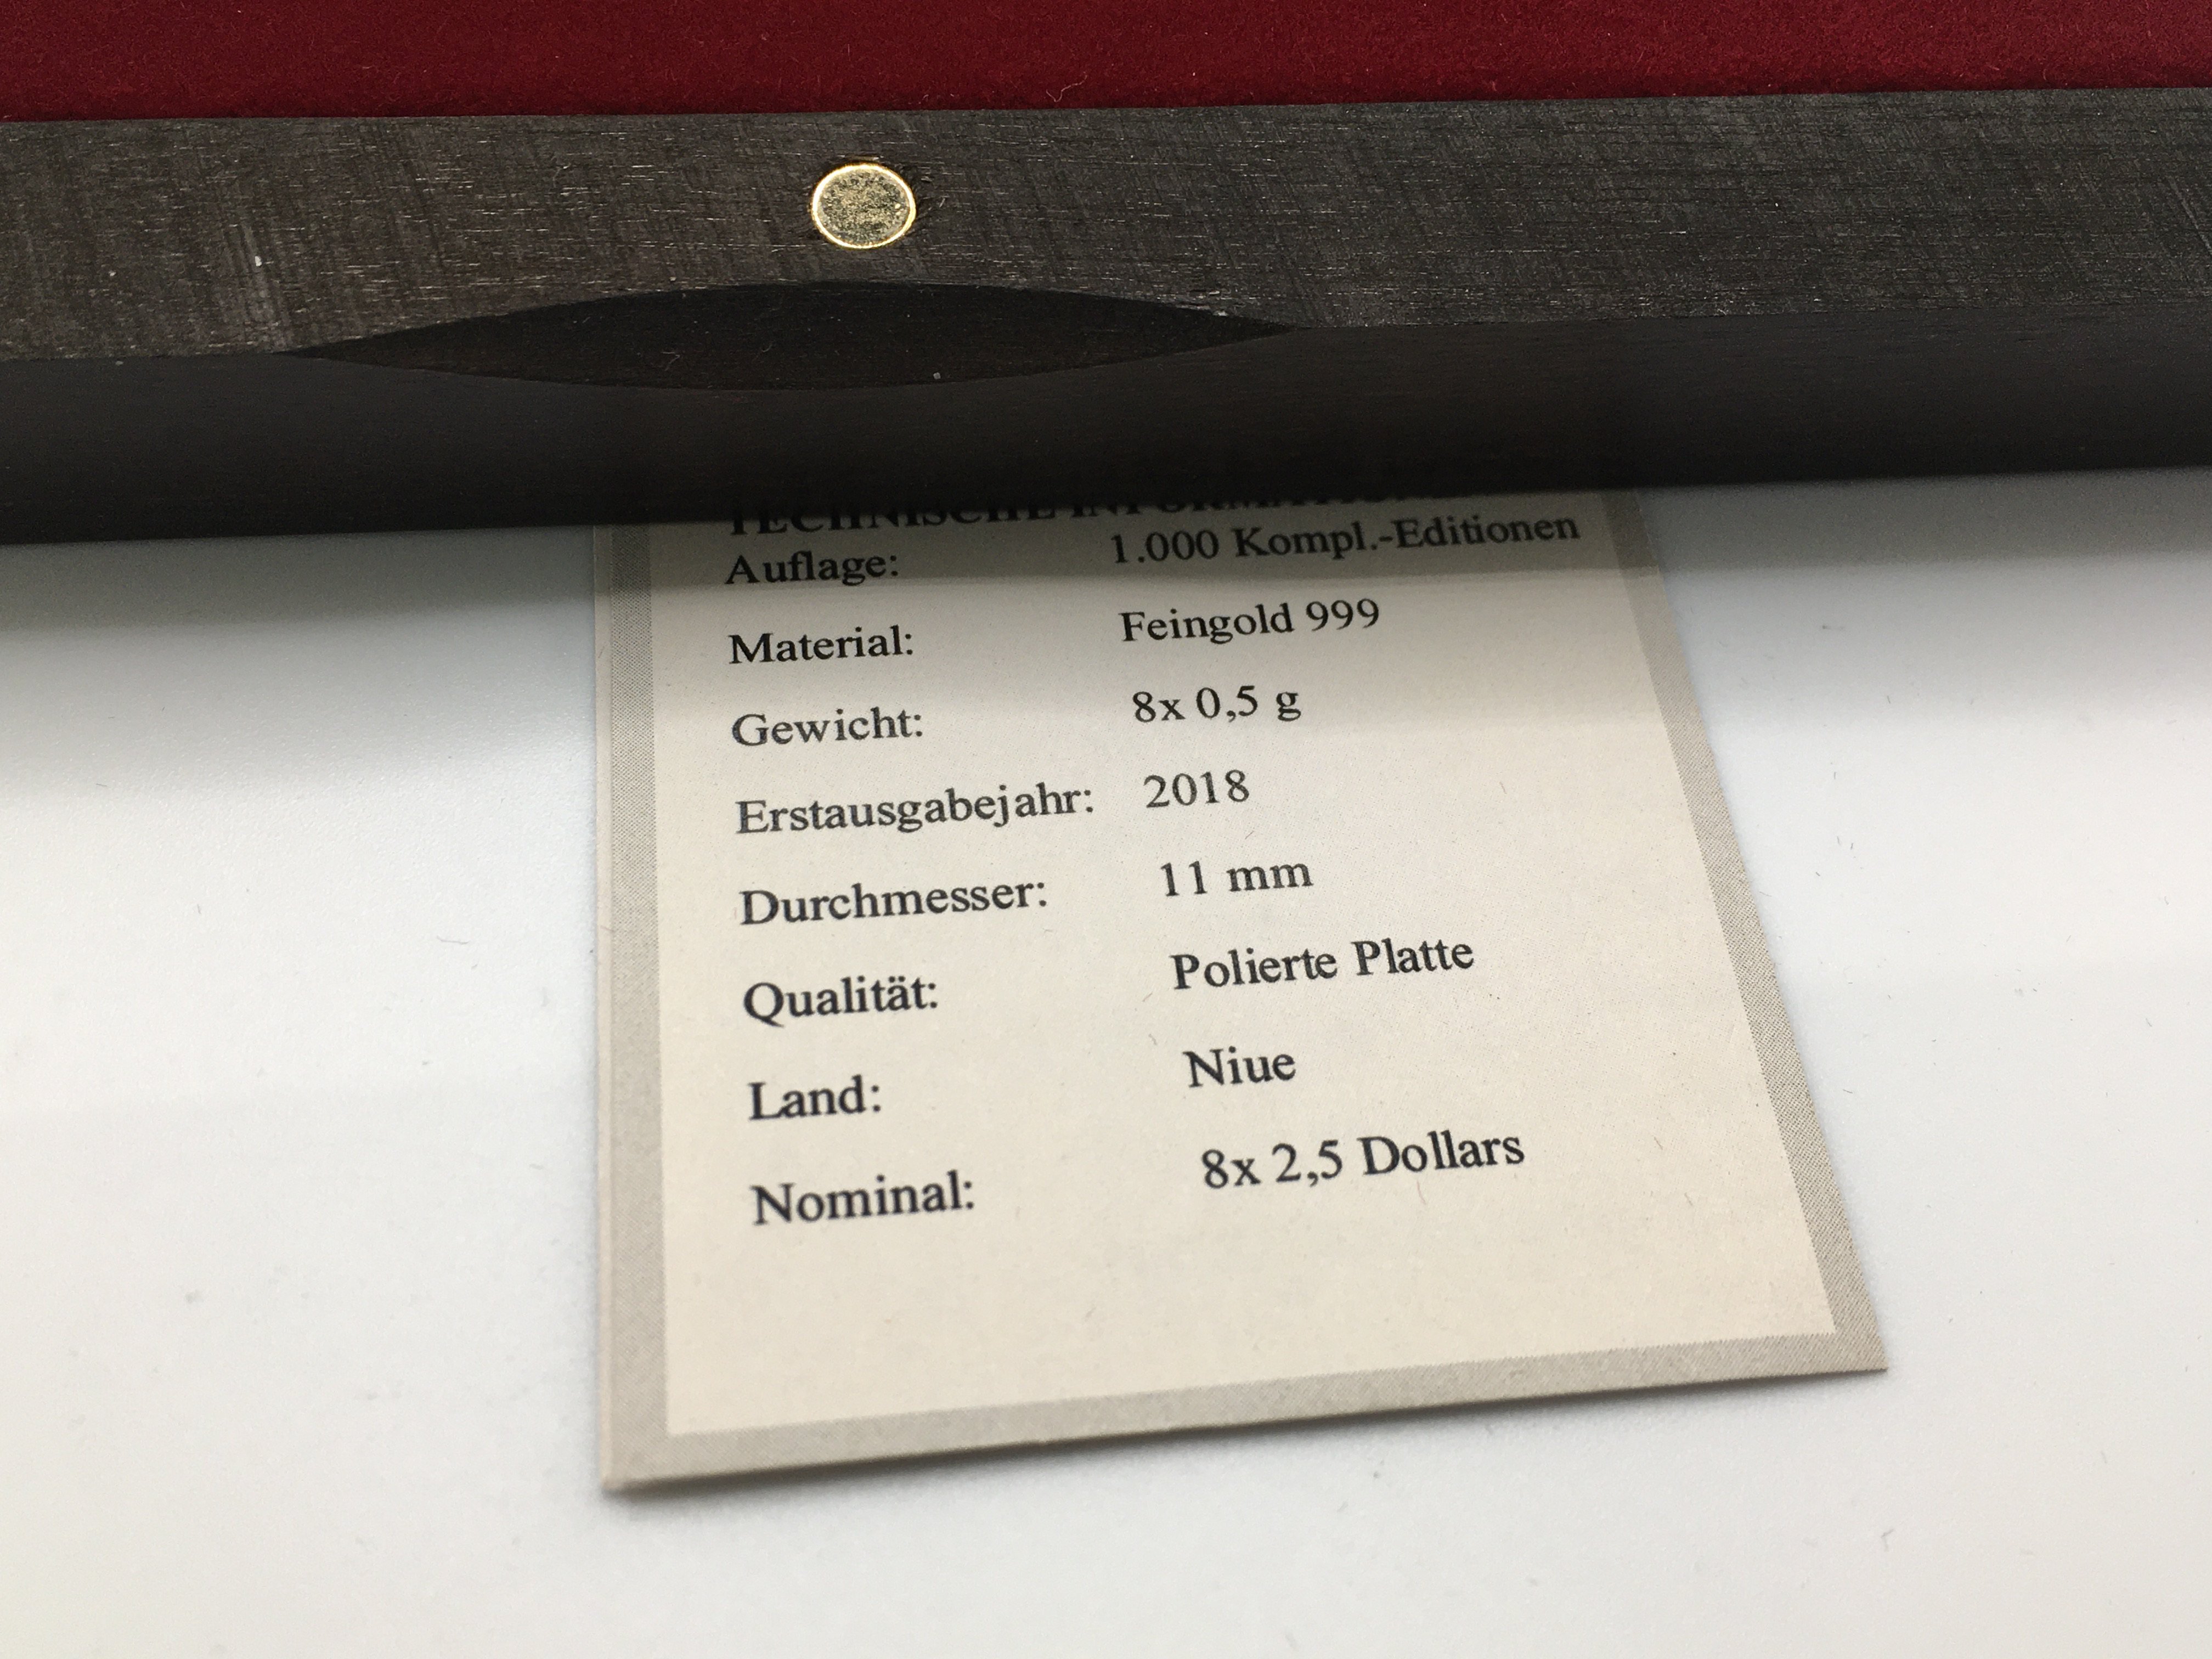 TECHNISCHE
Auflage: 1.000 Kompl.-Editionen
Material: Feingold 999
Gewicht: 8x 0,5 g
Erstausgabejahr: 2018
Durchmesser: 11 mm
Qualität: Polierte Platte
Land: Niue
Nominal: 8x 2,5 Dollars